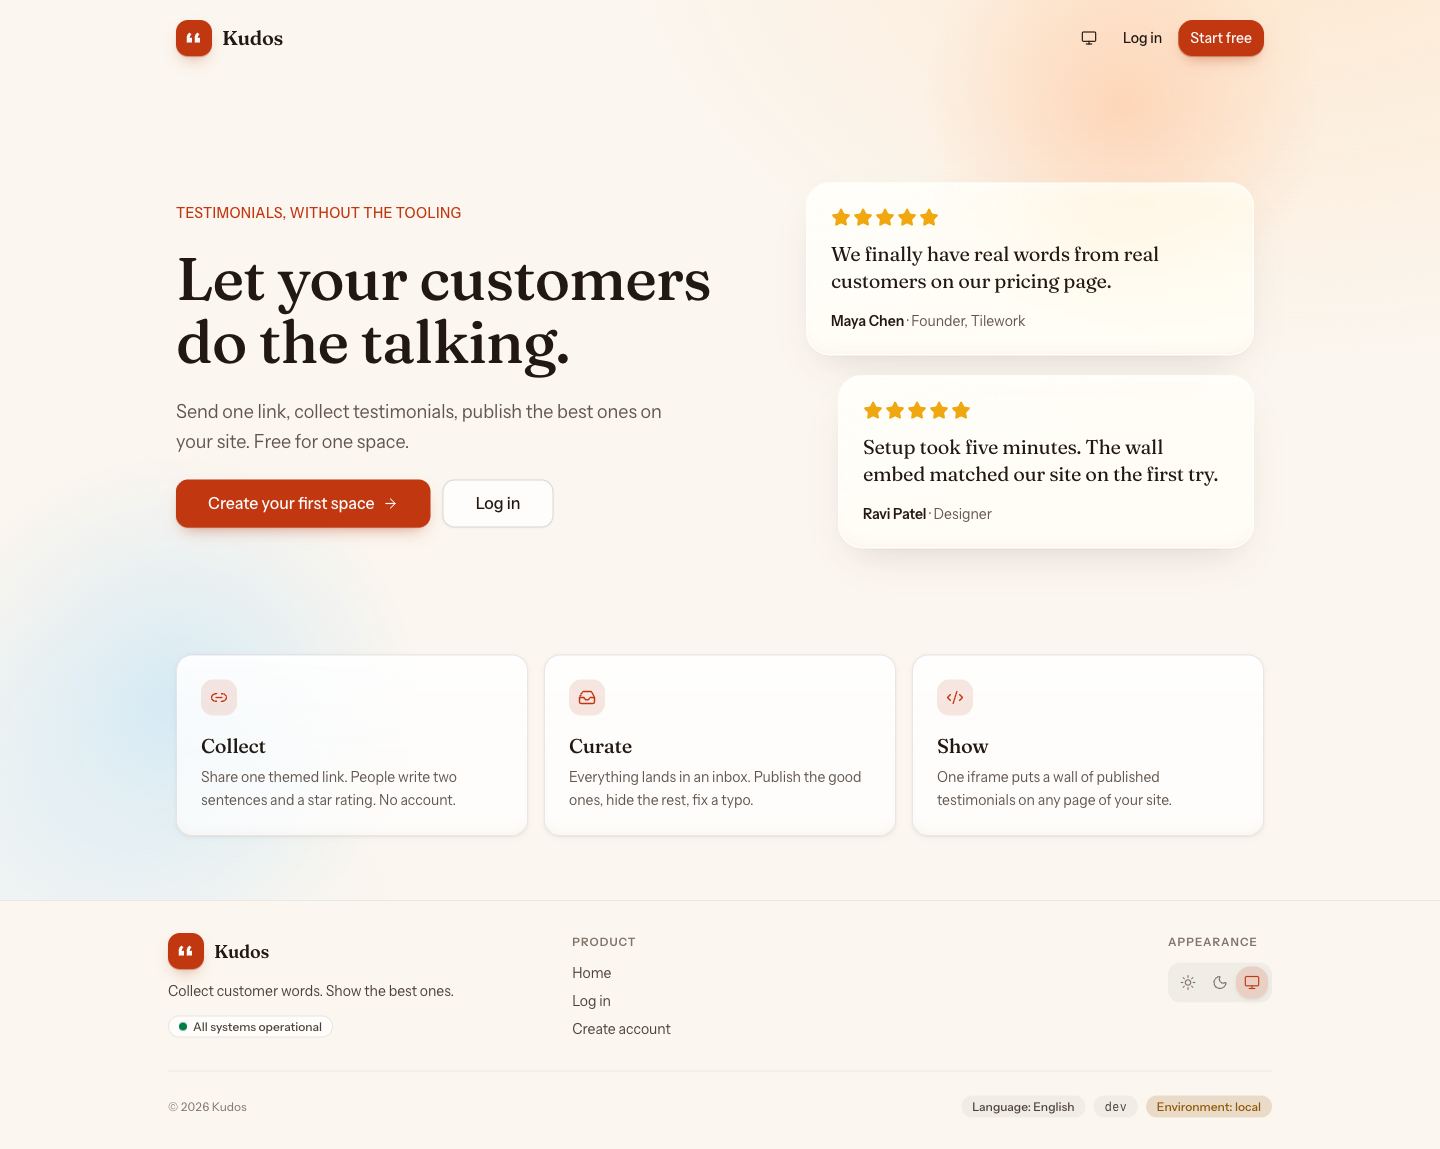 Kudos
Log in
Start free
TESTIMONIALS, WITHOUT THE TOOLING
Let your customers
do the talking.
Send one link, collect testimonials, publish the best ones on
your site. Free for one space.
Create your first space
Log in
We finally have real words from real
customers on our pricing page.
Maya Chen · Founder, Tilework
Setup took five minutes. The wall
embed matched our site on the first try.
Ravi Patel · Designer
Collect
Share one themed link. People write two
sentences and a star rating. No account.
Curate
Everything lands in an inbox. Publish the good
ones, hide the rest, fix a typo.
Show
One iframe puts a wall of published
testimonials on any page of your site.
Kudos
Collect customer words. Show the best ones.
All systems operational
PRODUCT
Home
Log in
Create account
APPEARANCE
© 2026 Kudos
Language: English
dev
Environment: local